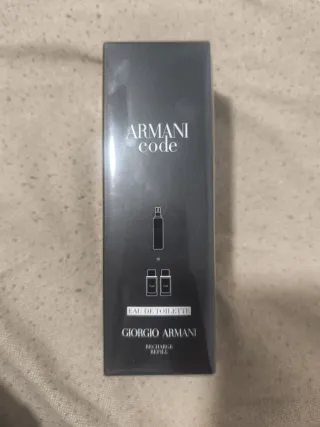 ARMANI
code
=
EAU DE TOILETTE
GIORGIO ARMANI
RECHARGE
REFILL